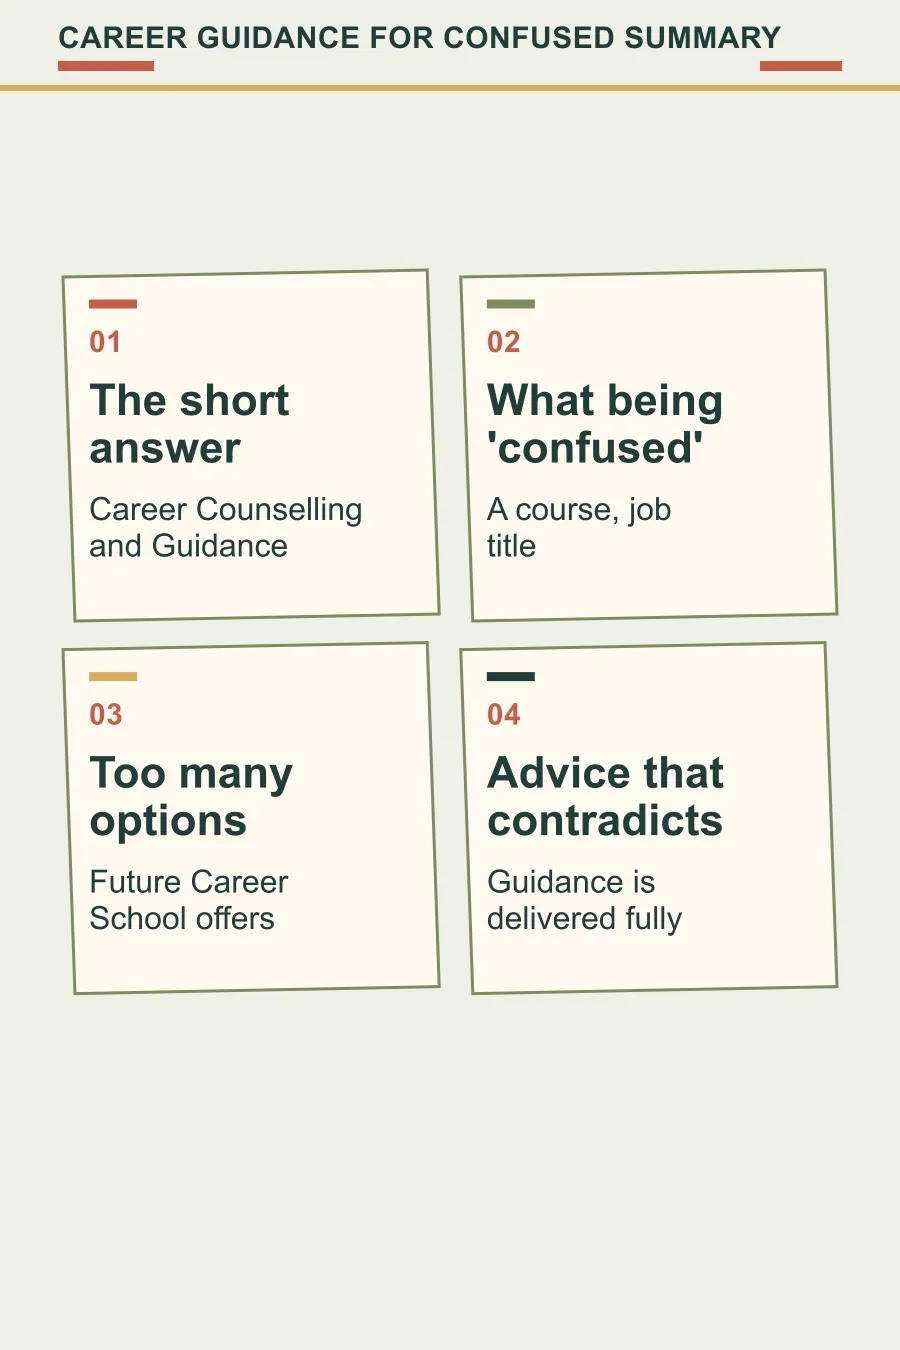 CAREER GUIDANCE FOR CONFUSED SUMMARY
01
The short
answer
Career Counselling
and Guidance
02
What being
'confused'
A course, job
title
03
Too many
options
Future Career
School offers
04
Advice that
contradicts
Guidance is
delivered fully